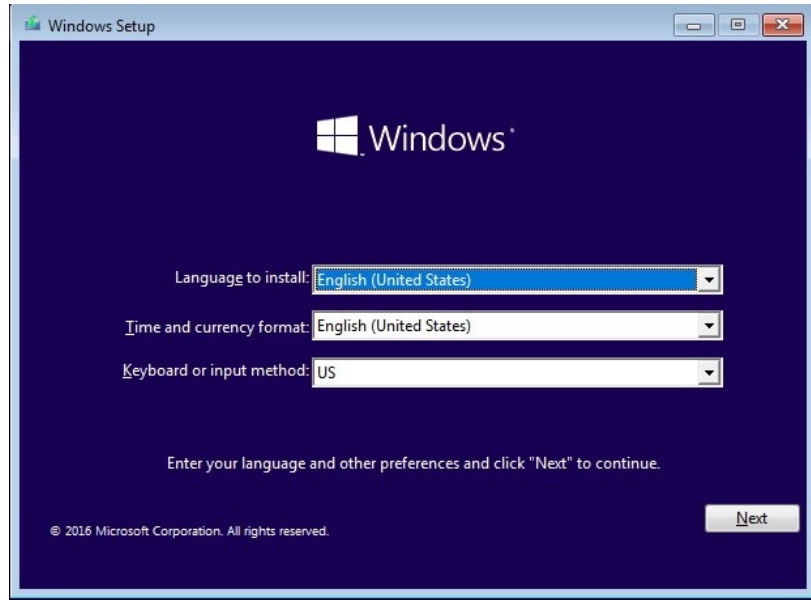 Windows Setup
Windows
Language to install: English (United States)
Time and currency format: English (United States)
Keyboard or input method: US
Enter your language and other preferences and click "Next" to continue.
Next
© 2016 Microsoft Corporation. All rights reserved.